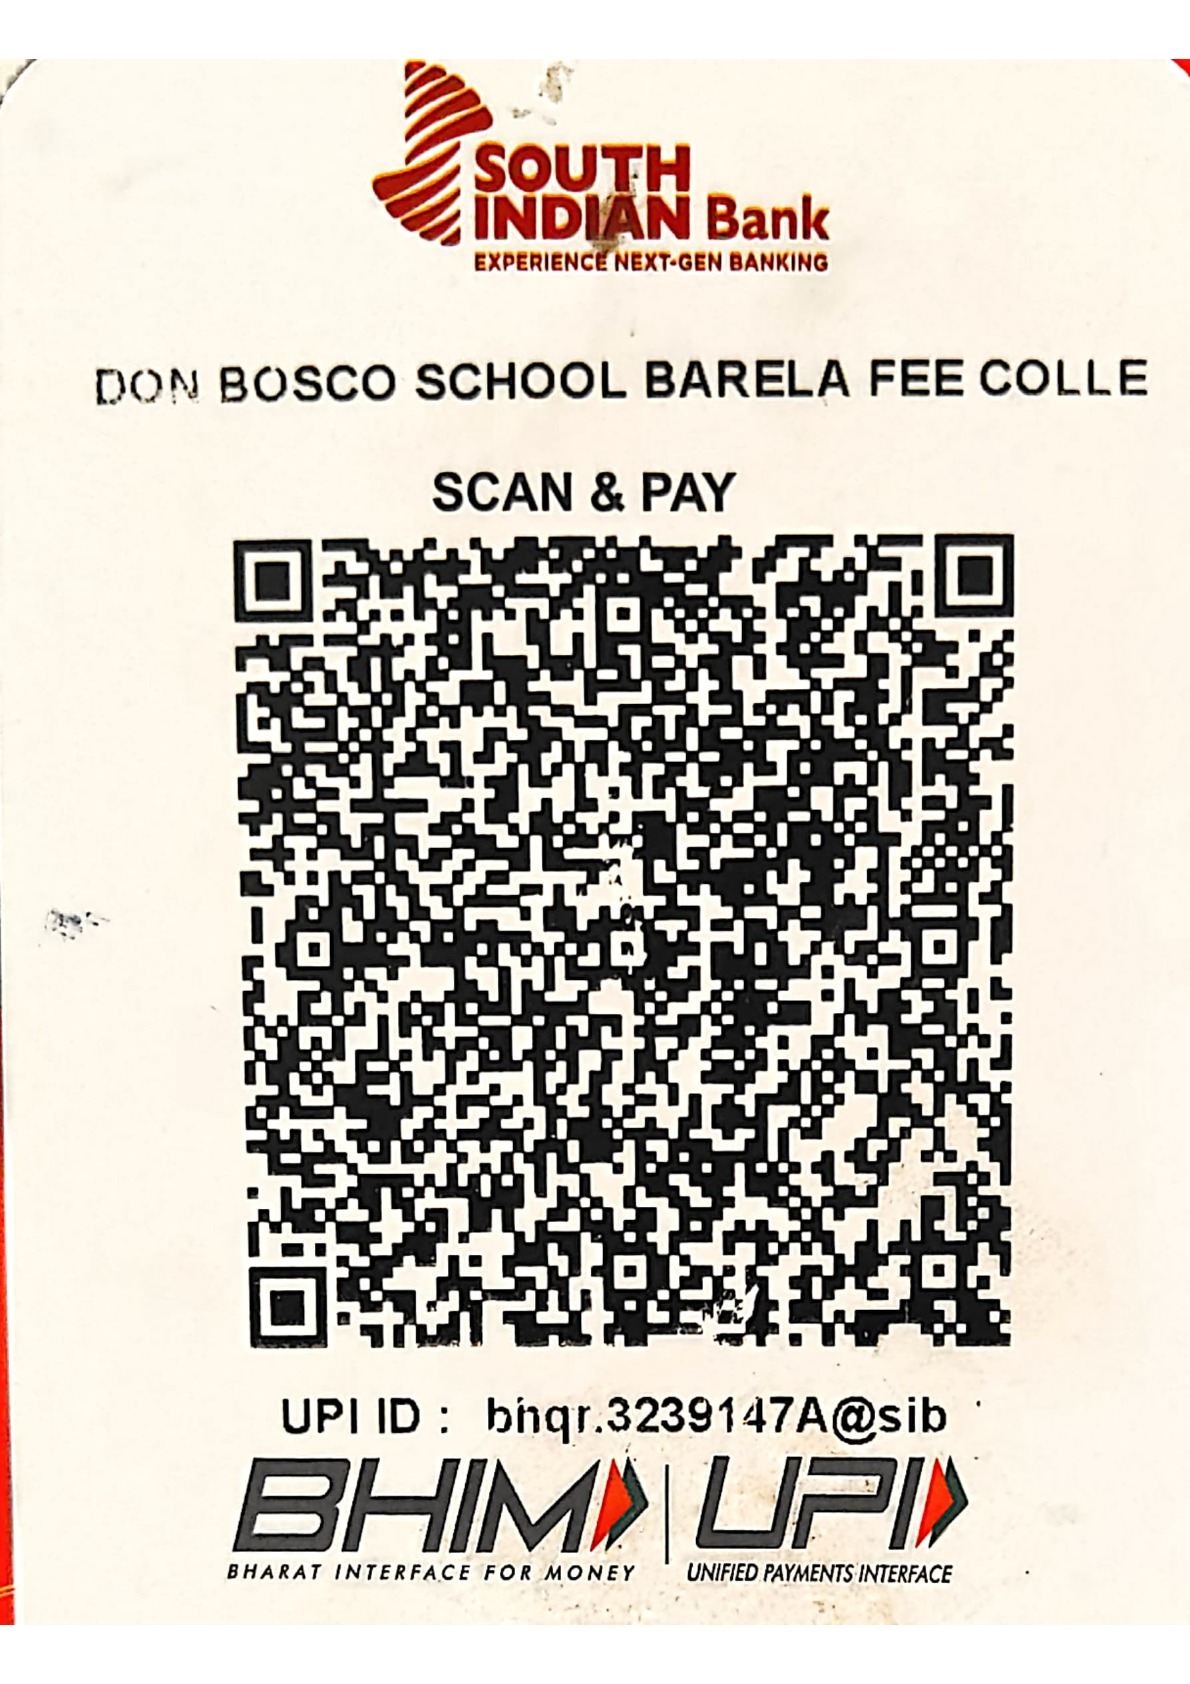 SOUTH
INDIAN Bank
EXPERIENCE NEXT-GEN BANKING
DON BOSCO SCHOOL BARELA FEE COLLE
SCAN & PAY
UPI ID : bhqr.3239147A@sib
BHIM UPI
BHARAT INTERFACE FOR MONEY UNIFIED PAYMENTS INTERFACE